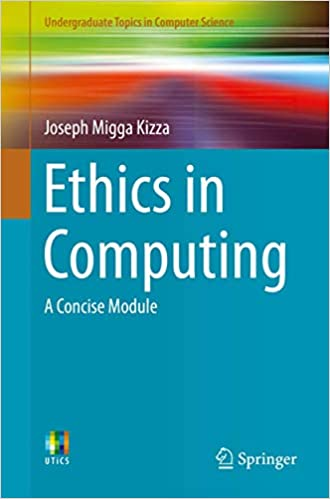 Undergraduate Topics in Computer Science
Joseph Migga Kizza
Ethics in
Computing
A Concise Module
UTiCS
Springer